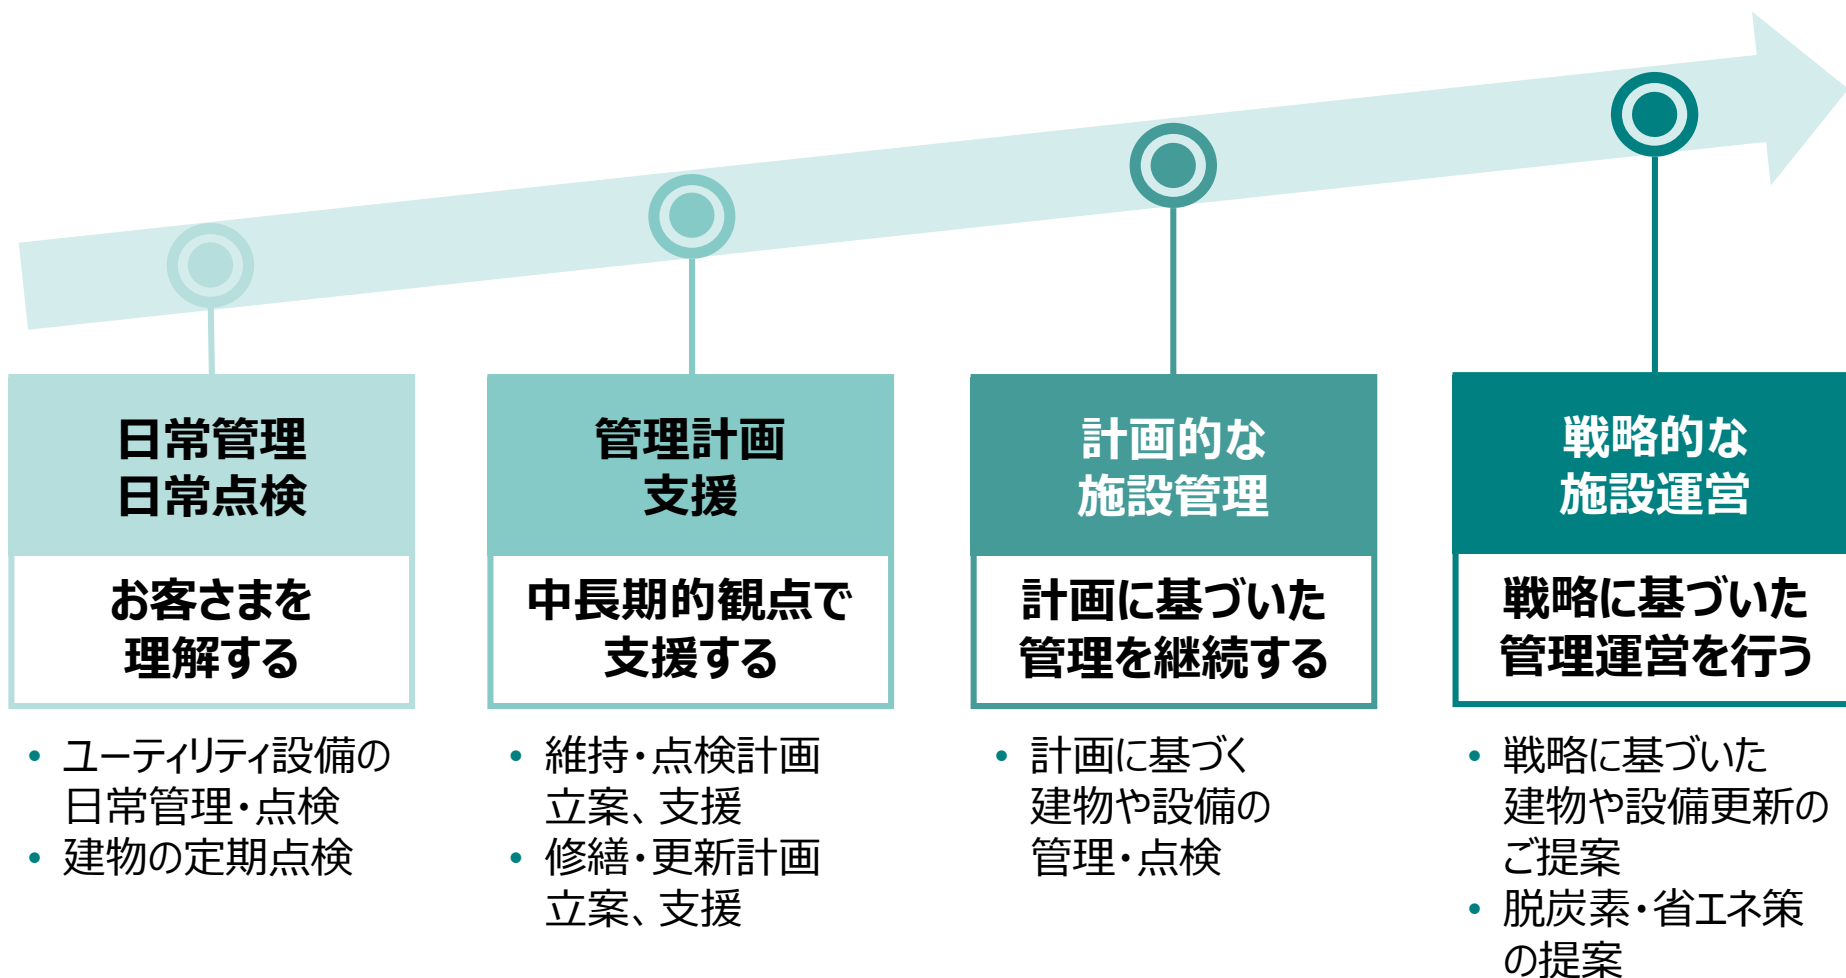 日常管理
日常点検
お客さまを
理解する
• ユーティリティ設備の
日常管理・点検
• 建物の定期点検
管理計画
支援
中長期的観点で
支援する
• 維持・点検計画
立案、支援
• 修繕・更新計画
立案、支援
計画的な
施設管理
計画に基づいた
管理を継続する
• 計画に基づく
建物や設備の
管理・点検
戦略的な
施設運営
戦略に基づいた
管理運営を行う
• 戦略に基づいた
建物や設備更新の
ご提案
• 脱炭素・省エネ策
の提案